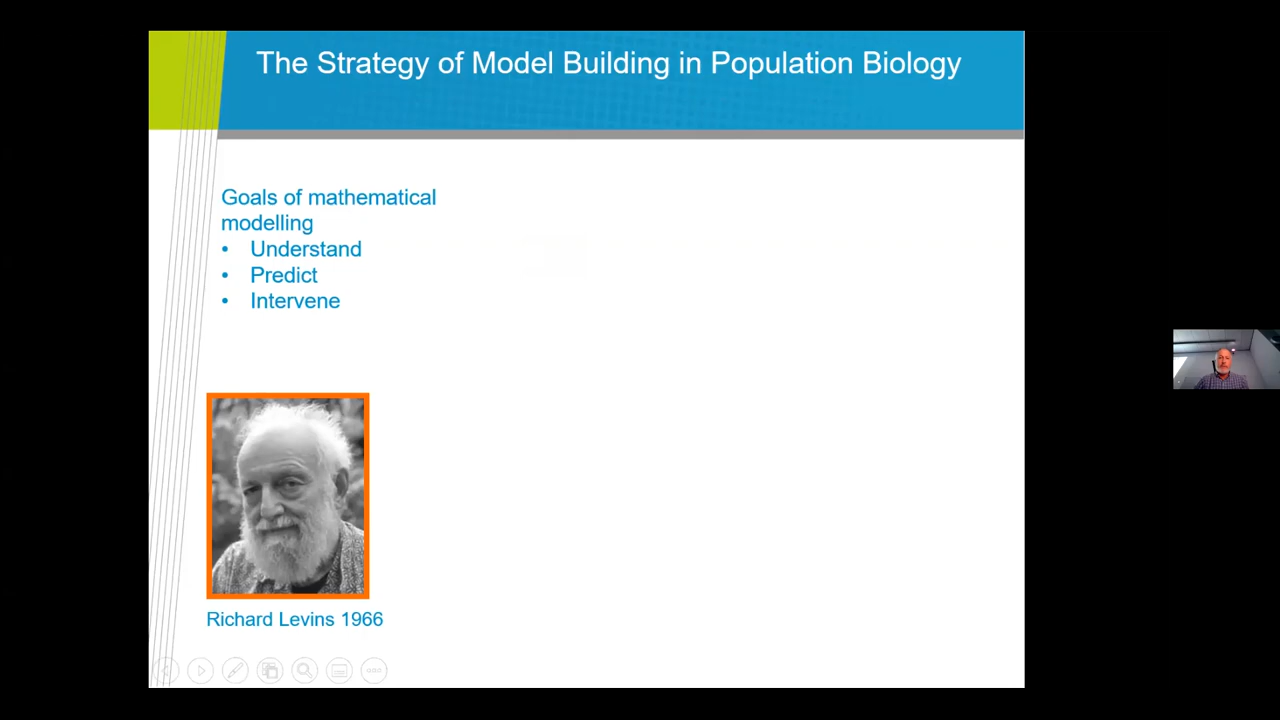 The Strategy of Model Building in Population Biology
Goals of mathematical
modelling
• Understand
• Predict
• Intervene
Richard Levins 1966